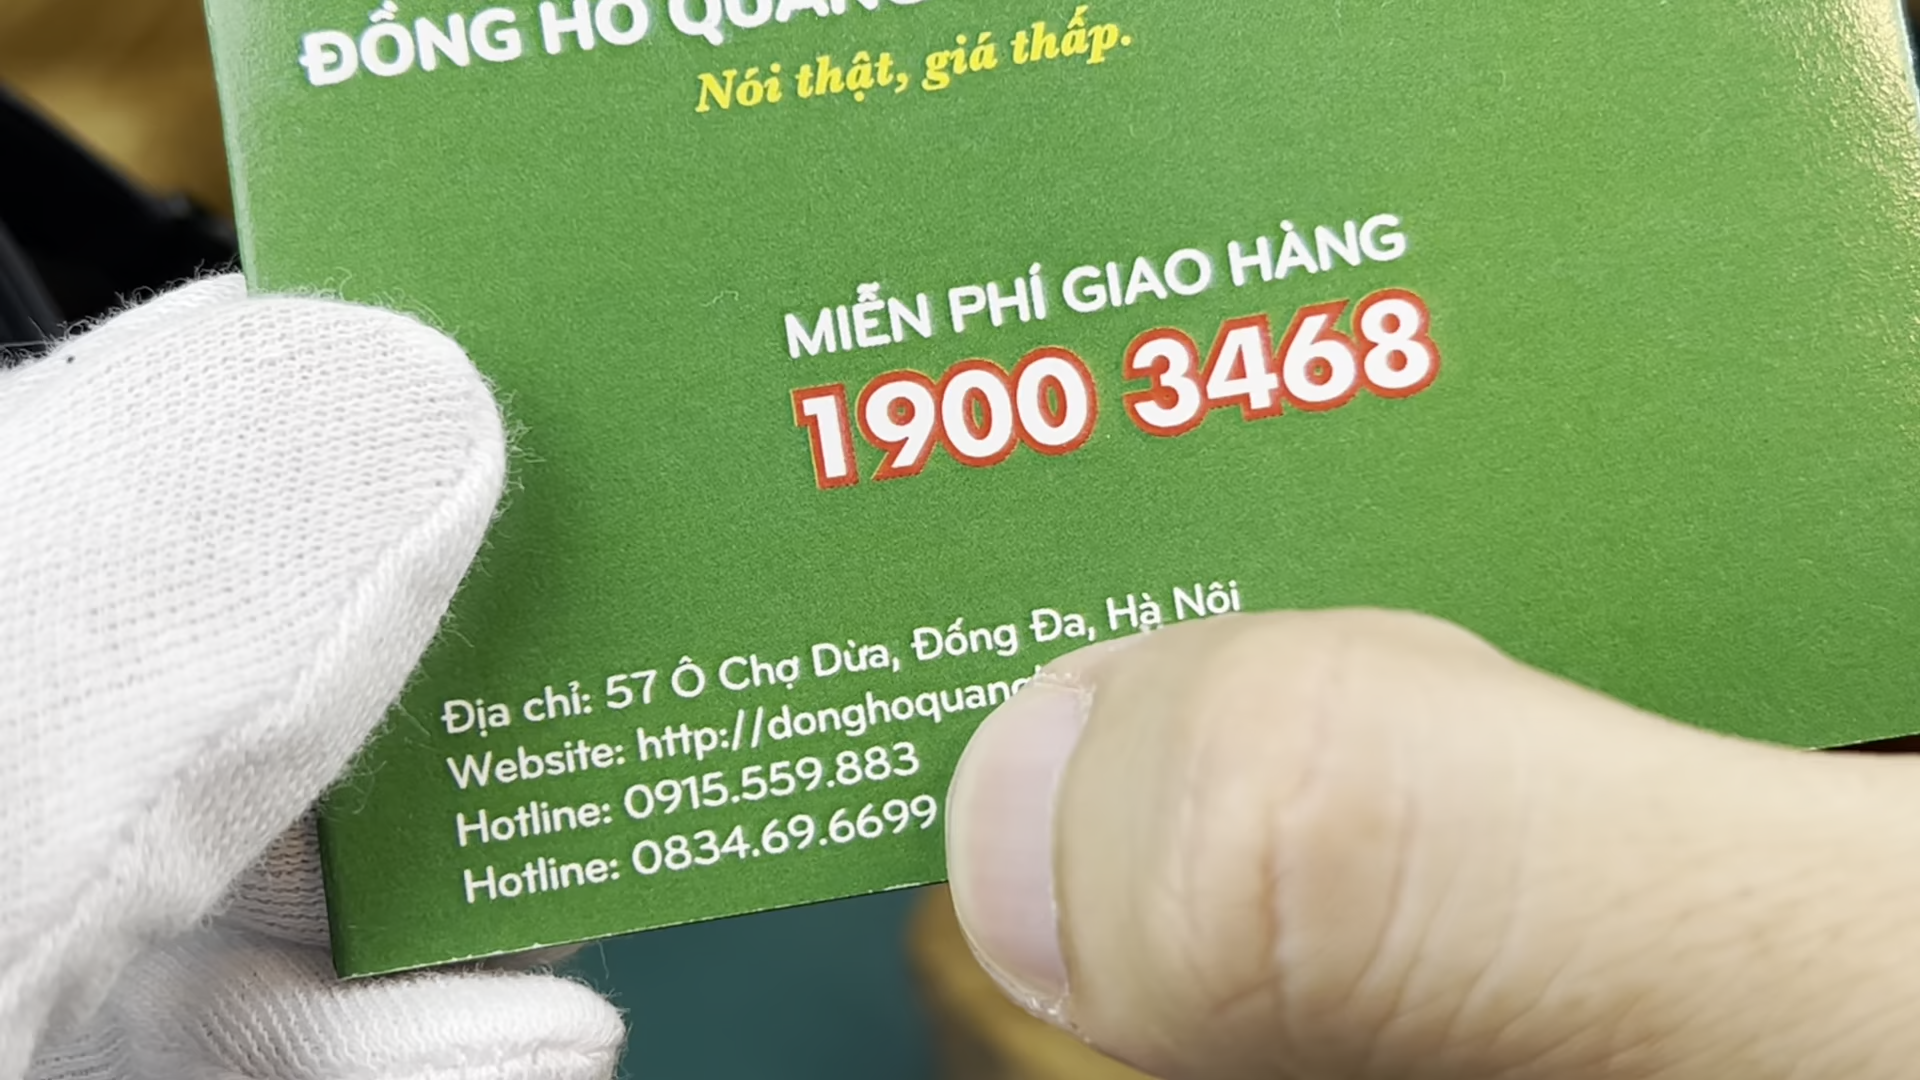 ĐỒNG HỒ
Nói thật, giá thấp.
MIỄN PHÍ GIAO HÀNG
1900 3468
Địa chỉ: 57 Ô Chợ Dừa, Đống Đa, Hà Nội
Website: http://donghoquang
Hotline: 0915.559.883
Hotline: 0834.69.6699